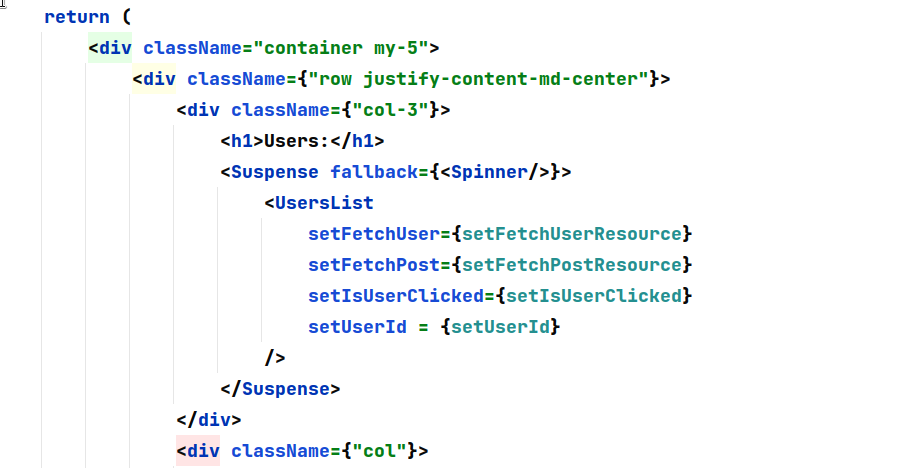 return (
<div className="container my-5">
<div className={"row justify-content-md-center"}>
<div className={"col-3"}>
<h1>Users:</h1>
<Suspense fallback={<Spinner/>}>
<UsersList
setFetchUser={setFetchUserResource}
setFetchPost={setFetchPostResource}
setIsUserClicked={setIsUserClicked}
setUserId = {setUserId}
/>
</Suspense>
</div>
<div className={"col"}>